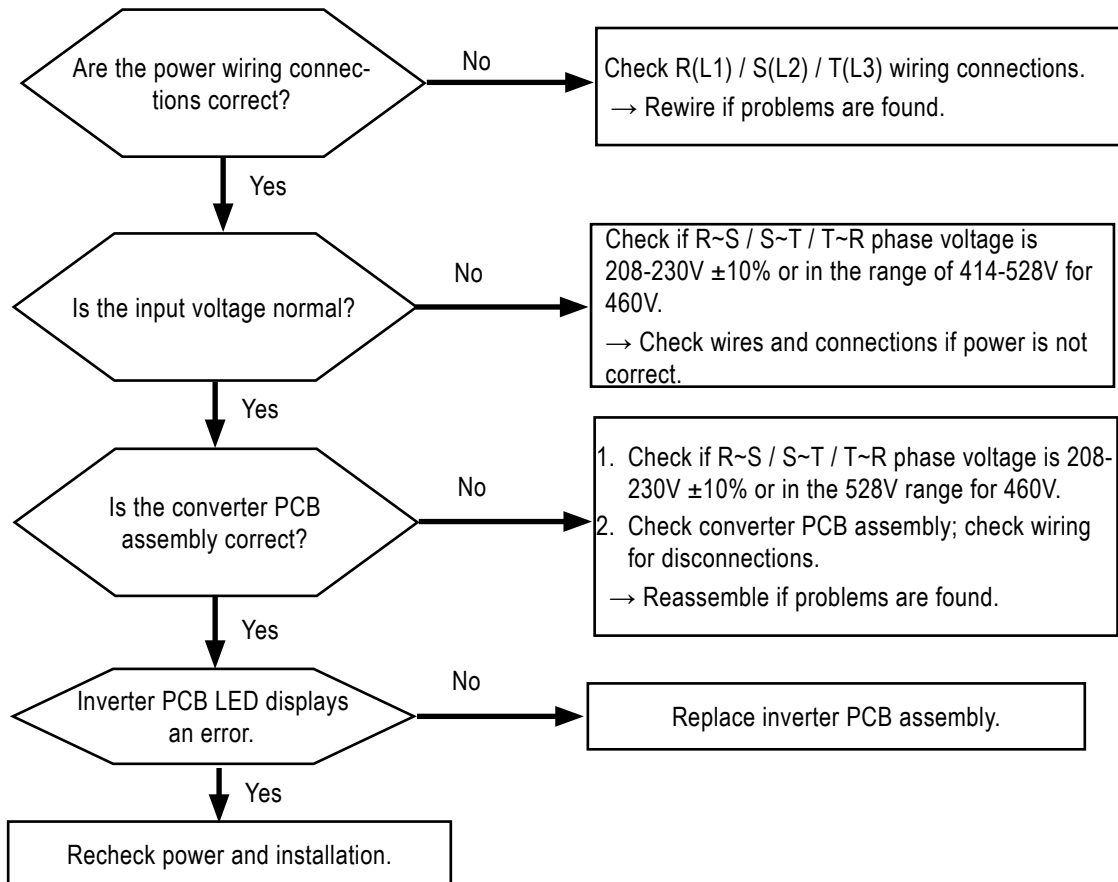 Are the power wiring connec-
tions correct?
No
Check R(L1) / S(L2) / T(L3) wiring connections.
→ Rewire if problems are found.
Yes
Is the input voltage normal?
No
Check if R~S / S~T / T~R phase voltage is
208-230V ±10% or in the range of 414-528V for
460V.
→ Check wires and connections if power is not
correct.
Yes
Is the converter PCB
assembly correct?
No
1. Check if R~S / S~T / T~R phase voltage is 208-
230V ±10% or in the 528V range for 460V.
2. Check converter PCB assembly; check wiring
for disconnections.
→ Reassemble if problems are found.
Yes
Inverter PCB LED displays
an error.
No
Replace inverter PCB assembly.
Yes
Recheck power and installation.